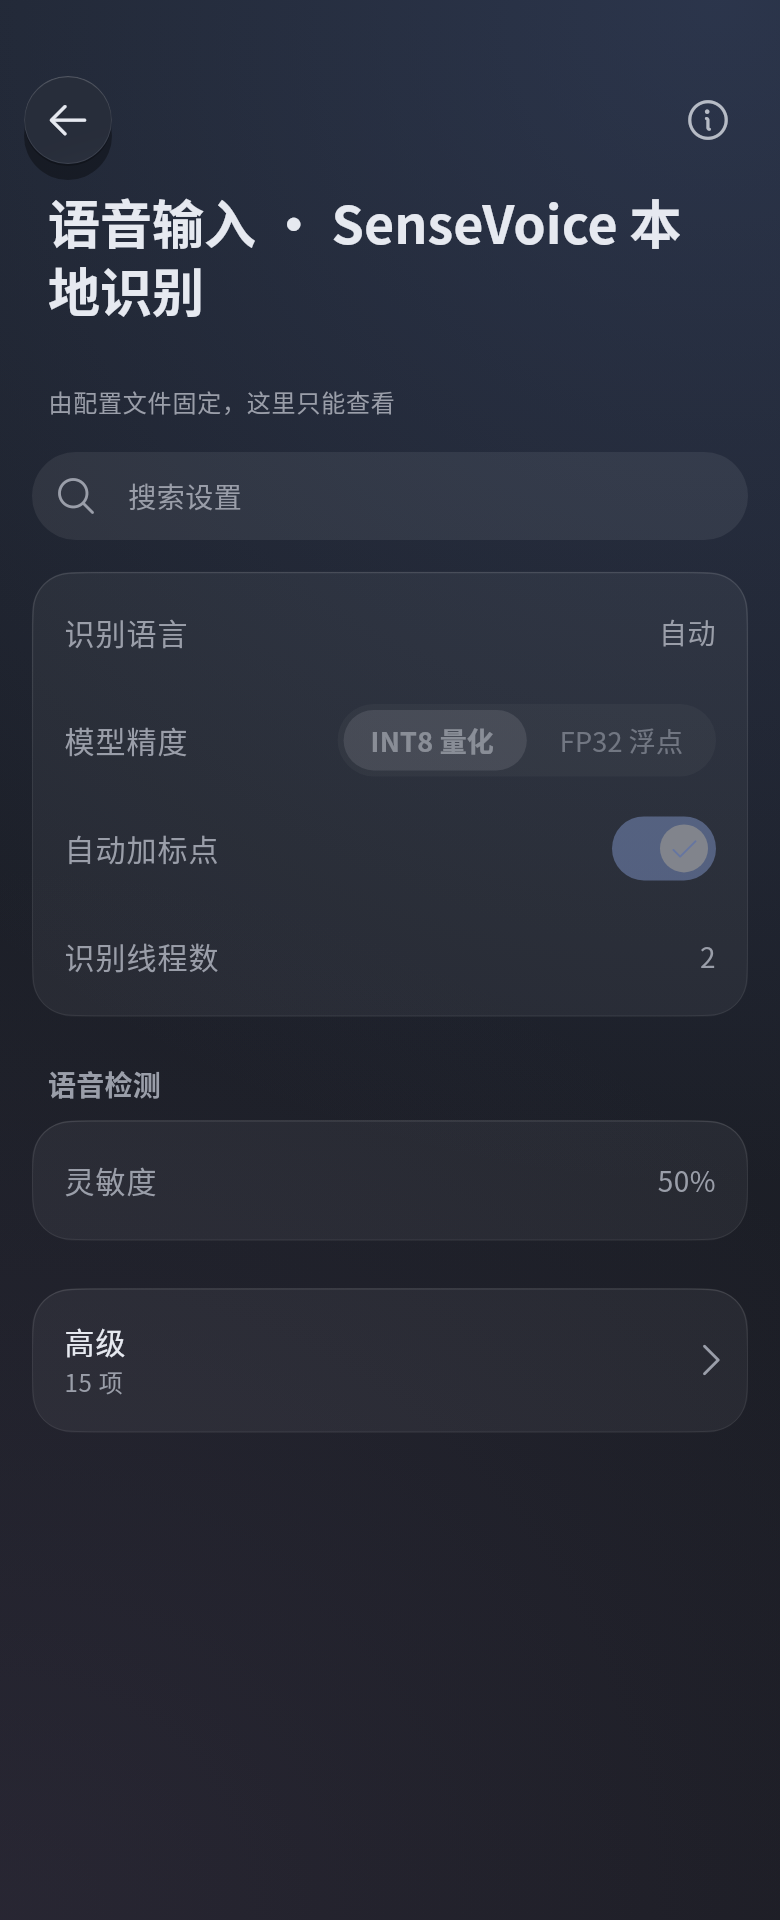 语音输入 · SenseVoice 本
地识别
由配置文件固定，这里只能查看
搜索设置
识别语言 自动
模型精度 INT8 量化 FP32 浮点
自动加标点
识别线程数 2
语音检测
灵敏度 50%
高级
15 项